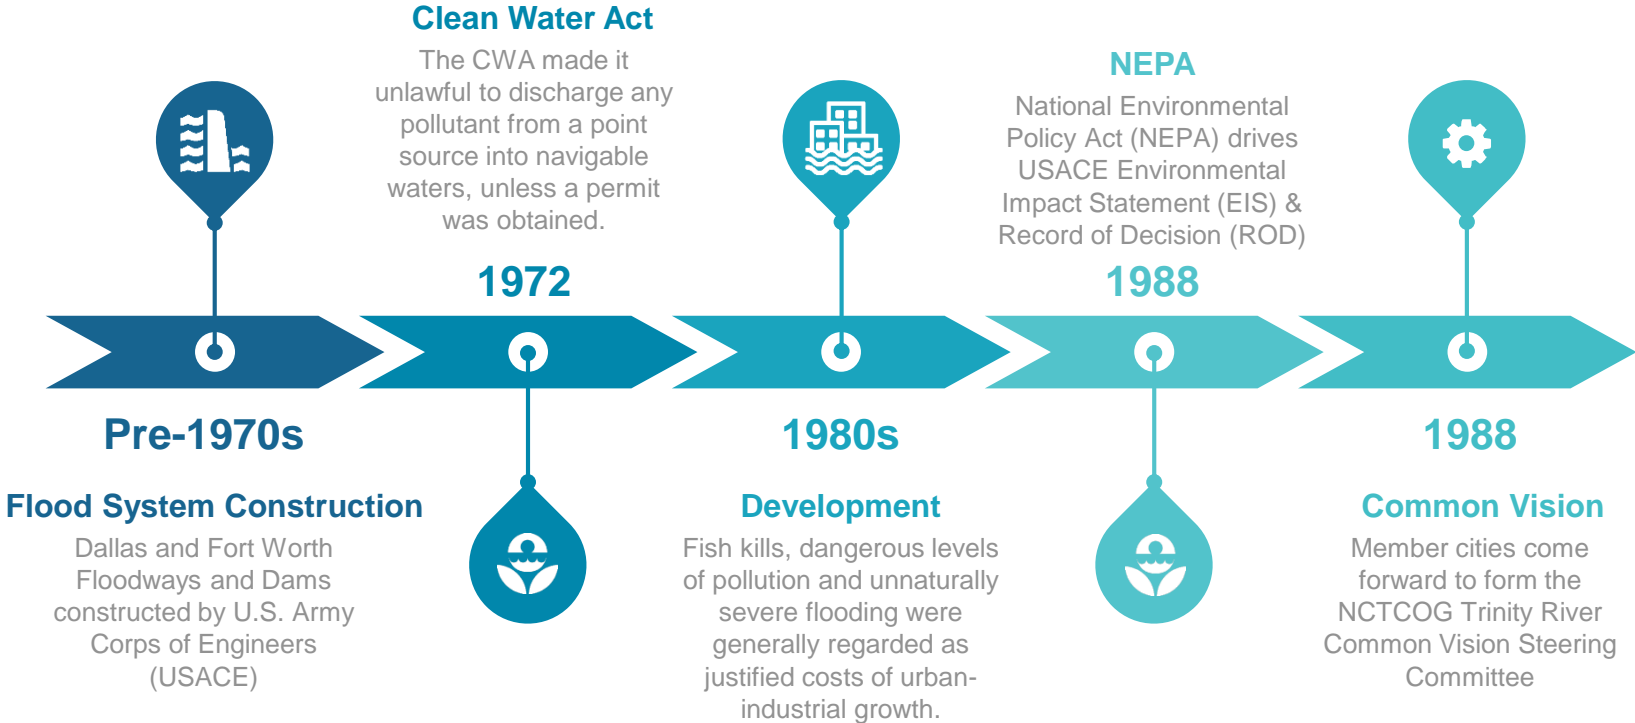 Clean Water Act
The CWA made it
unlawful to discharge any
pollutant from a point
source into navigable
waters, unless a permit
was obtained.
1972
NEPA
National Environmental
Policy Act (NEPA) drives
USACE Environmental
Impact Statement (EIS) &
Record of Decision (ROD)
1988
Pre-1970s
Flood System Construction
Dallas and Fort Worth
Floodways and Dams
constructed by U.S. Army
Corps of Engineers
(USACE)
1980s
Development
Fish kills, dangerous levels
of pollution and unnaturally
severe flooding were
generally regarded as
justified costs of urban-
industrial growth.
1988
Common Vision
Member cities come
forward to form the
NCTCOG Trinity River
Common Vision Steering
Committee